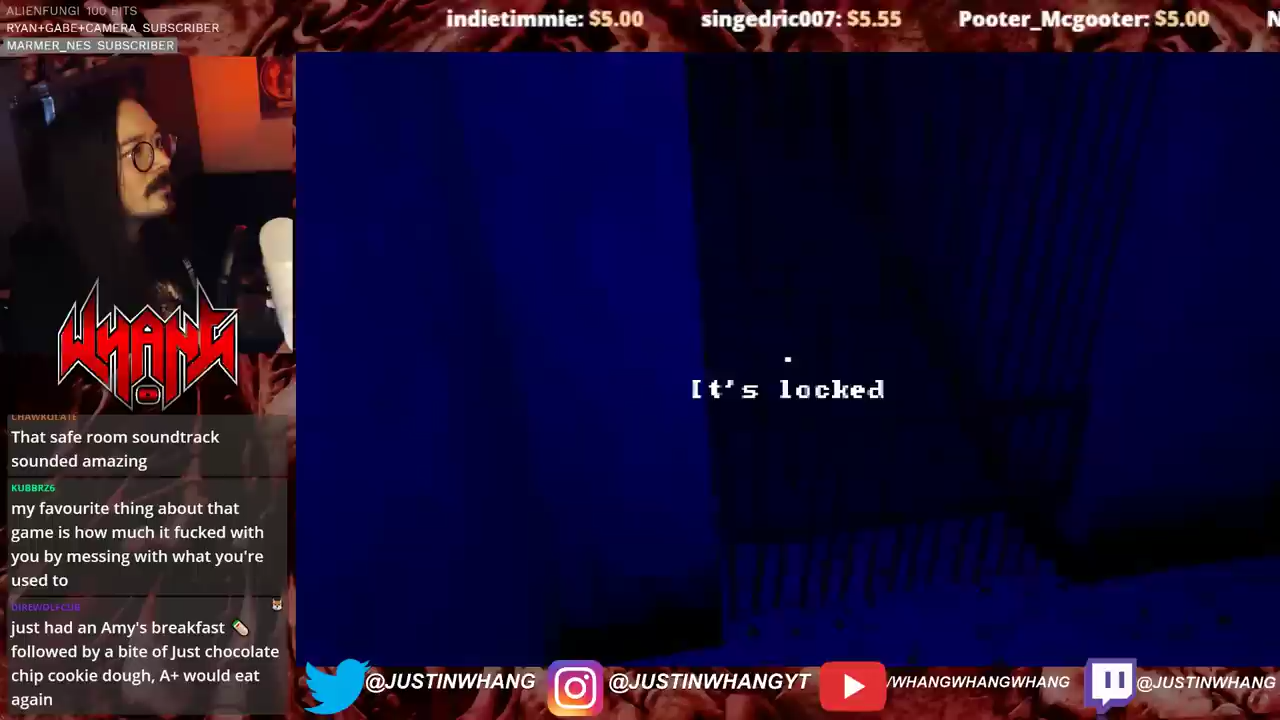 ALIENFUNGI 100 BITS
RYAN+GABE+CAMERA SUBSCRIBER
MARMER_NES SUBSCRIBER
indietimmie: $5.00 singedric007: $5.55 Pooter_Mcgooter: $5.00 N
WHANG
CHAWKOLATE
That safe room soundtrack
sounded amazing
KUBBRZ6
my favourite thing about that
game is how much it fucked with
you by messing with what you're
used to
DIREWOLFCUB
just had an Amy's breakfast 🌯
followed by a bite of Just chocolate
chip cookie dough, A+ would eat
again
It's locked
@JUSTINWHANG @JUSTINWHANGYT /WHANGWHANGWHANG @JUSTINWHANG